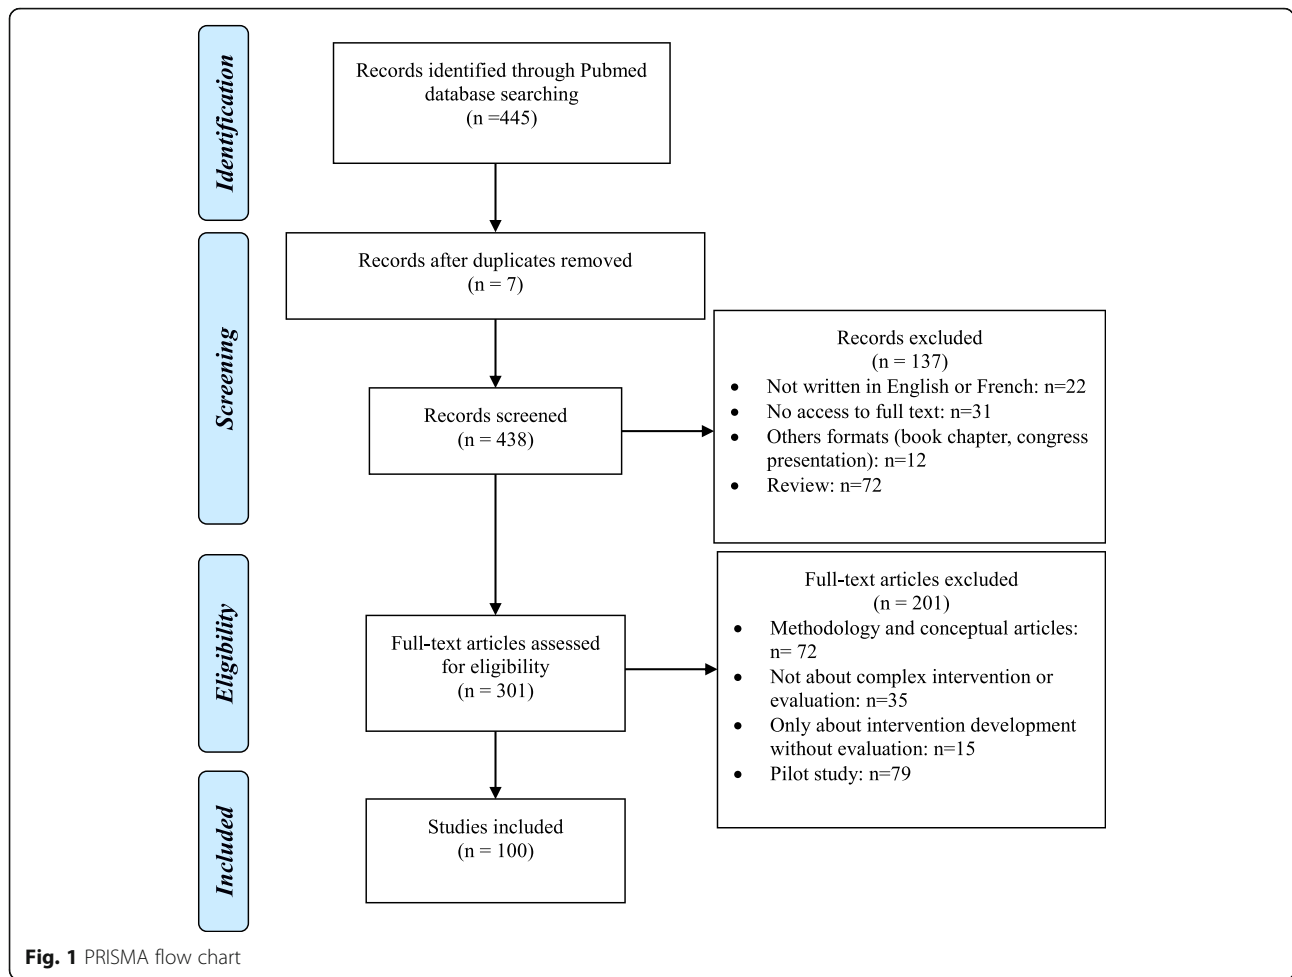 Identification
Records identified through Pubmed
database searching
(n =445)
Screening
Records after duplicates removed
(n = 7)
Records screened
(n = 438)
Records excluded
(n = 137)
• Not written in English or French: n=22
• No access to full text: n=31
• Others formats (book chapter, congress
presentation): n=12
• Review: n=72
Eligibility
Full-text articles assessed
for eligibility
(n = 301)
Full-text articles excluded
(n = 201)
• Methodology and conceptual articles:
n= 72
• Not about complex intervention or
evaluation: n=35
• Only about intervention development
without evaluation: n=15
• Pilot study: n=79
Included
Studies included
(n = 100)
Fig. 1 PRISMA flow chart